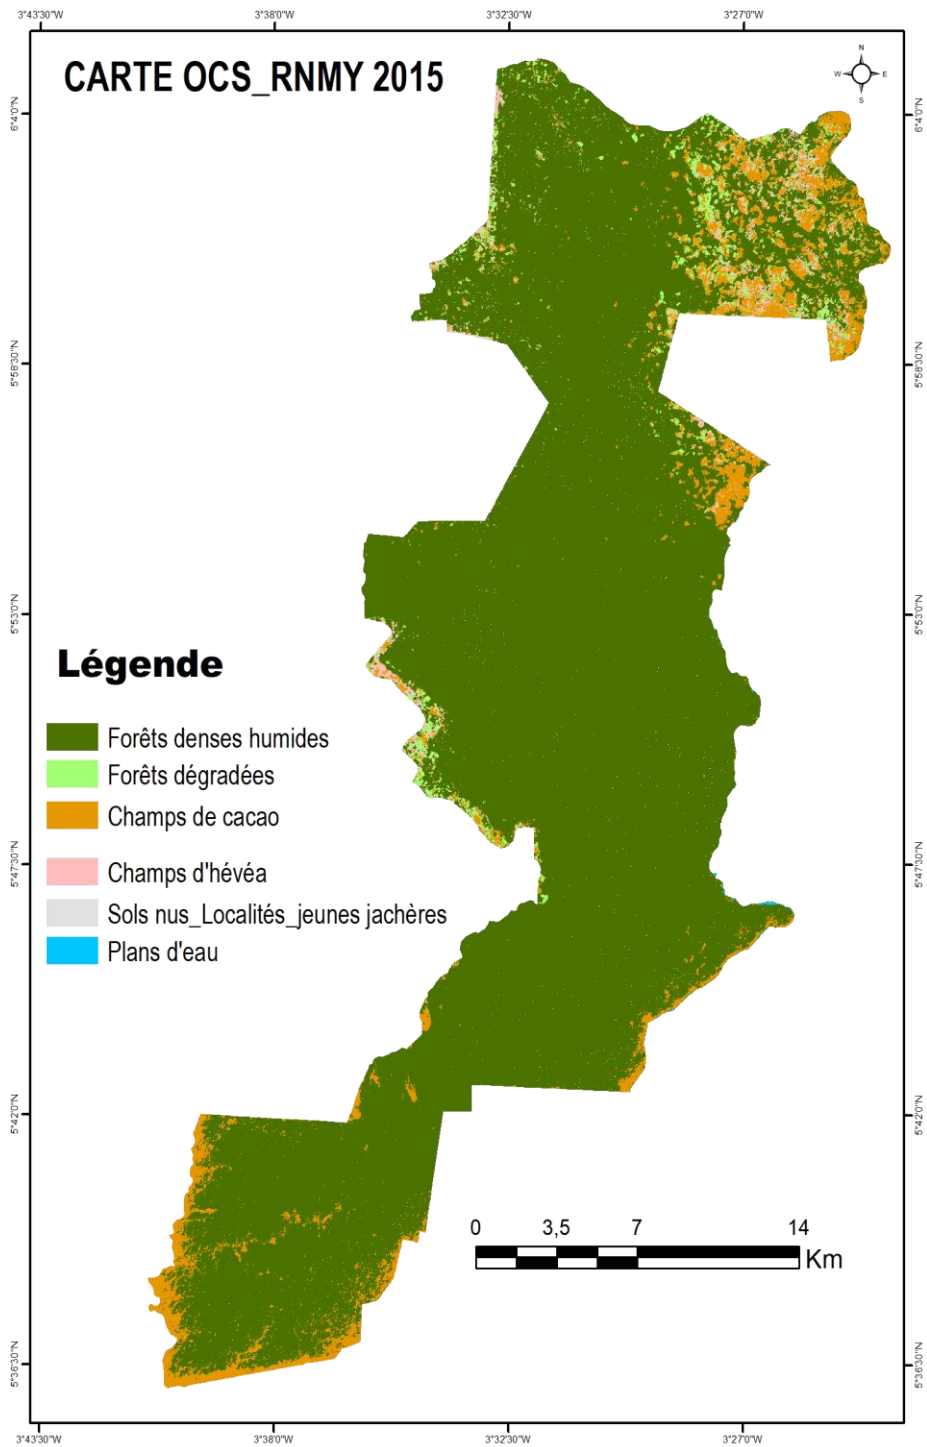 3°43'30"W 3°38'0"W 3°32'30"W 3°27'0"W
CARTE OCS_RNMY 2015
N
W E
S
6°4'0"N 6°4'0"N
5°58'30"N 5°58'30"N
5°53'0"N 5°53'0"N
Légende
Forêts denses humides
Forêts dégradées
Champs de cacao
5°47'30"N 5°47'30"N
Champs d'hévéa
Sols nus_Localités_jeunes jachères
Plans d'eau
5°42'0"N 5°42'0"N
0 3,5 7 14
Km
5°36'30"N 5°36'30"N
3°43'30"W 3°38'0"W 3°32'30"W 3°27'0"W